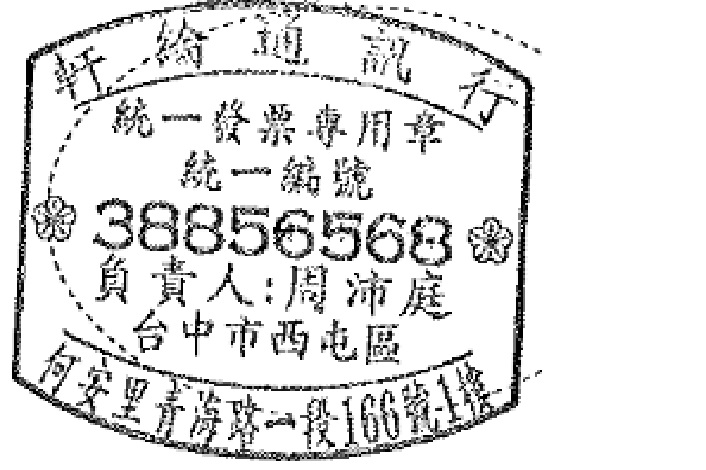 軒綸通訊行
統一發票專用章
統一編號
38856568
負責人:周沛庭
台中市西屯區
何安里青海路一段166號1樓